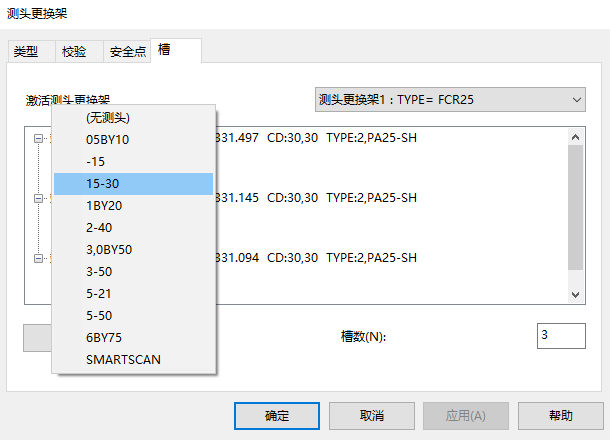 测头更换架
类型 校验 安全点 槽
激活测头更换架 测头更换架1 : TYPE= FCR25
(无测头)
331.497 CD:30,30 TYPE:2,PA25-SH
05BY10
-15
15-30
331.145 CD:30,30 TYPE:2,PA25-SH
1BY20
2-40
3,0BY50
331.094 CD:30,30 TYPE:2,PA25-SH
3-50
5-21
5-50
6BY75
槽数(N): 3
SMARTSCAN
确定 取消 应用(A) 帮助